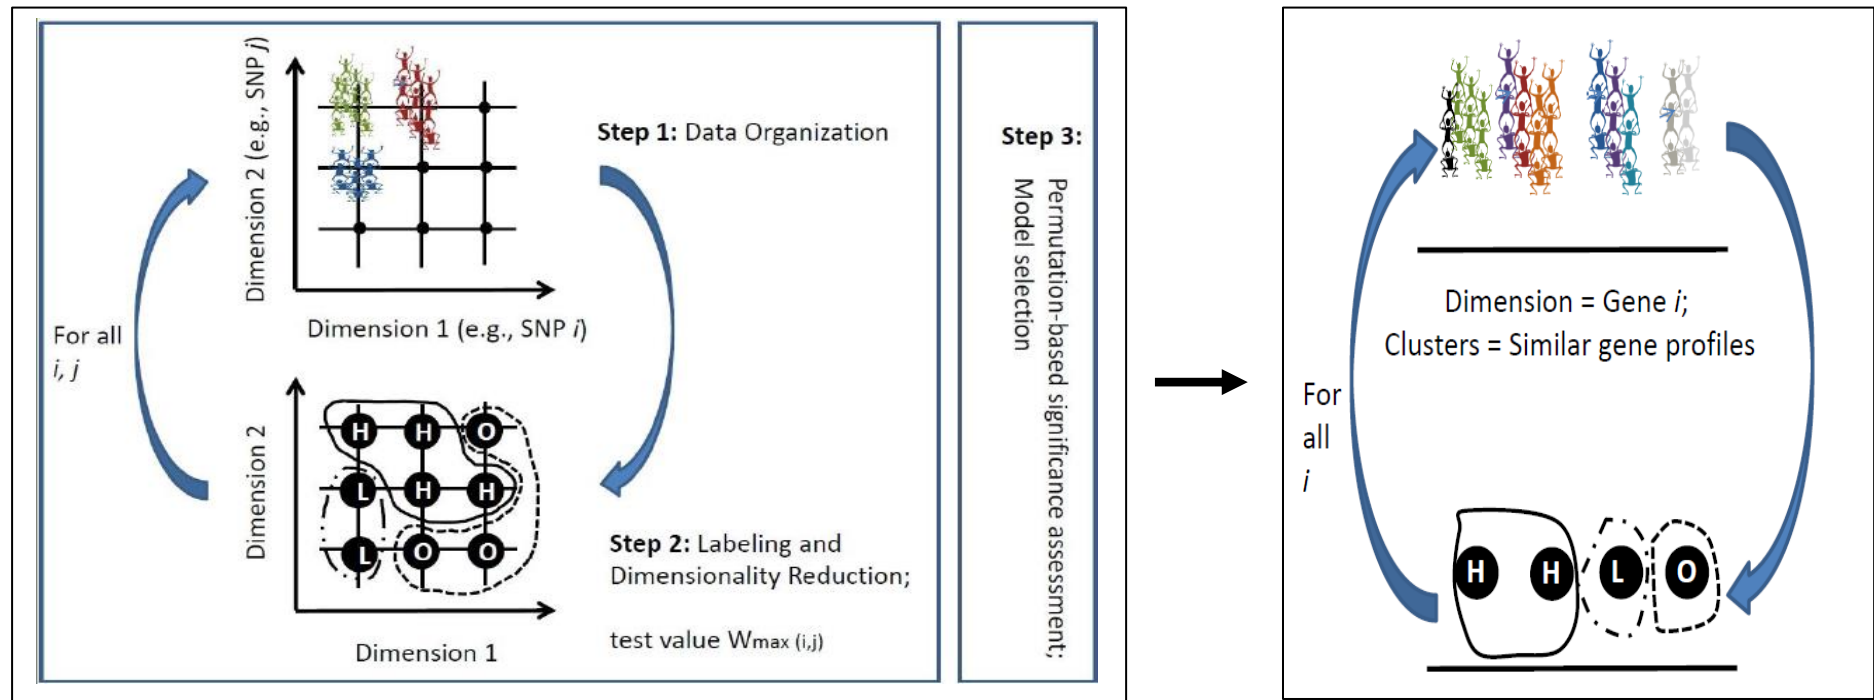 Dimension 2 (e.g., SNP j)
Step 1: Data Organization
Dimension 1 (e.g., SNP i)
For all
i, j
Dimension 2
H H O
L H H
L O O
Dimension 1
Step 2: Labeling and
Dimensionality Reduction;
test value Wmax (i,j)
Step 3:
Permutation-based significance assessment;
Model selection
Dimension = Gene i;
Clusters = Similar gene profiles
For
all
i
H H L O